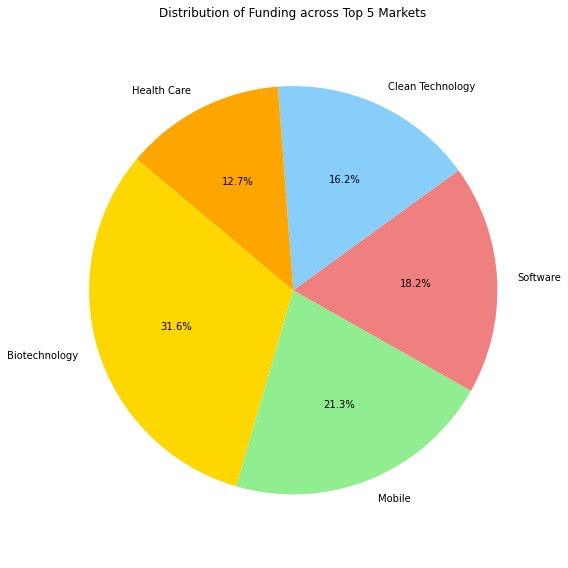 Distribution of Funding across Top 5 Markets
Health Care
Clean Technology
12.7%
16.2%
Software
18.2%
31.6%
Biotechnology
21.3%
Mobile